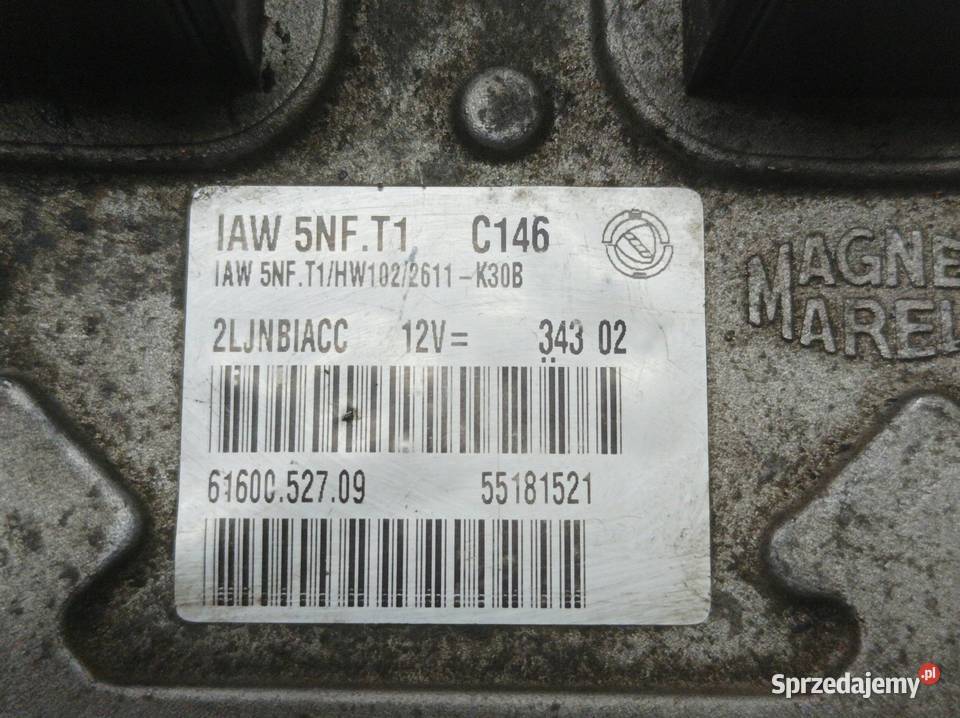 IAW 5NF.T1 C146
IAW 5NF.T1/HW102/2611-K30B
2LJNBIACC 12V= 343 02
61600.527.09 55181521
MAGNE
MAREL
Sprzedajemy.pl